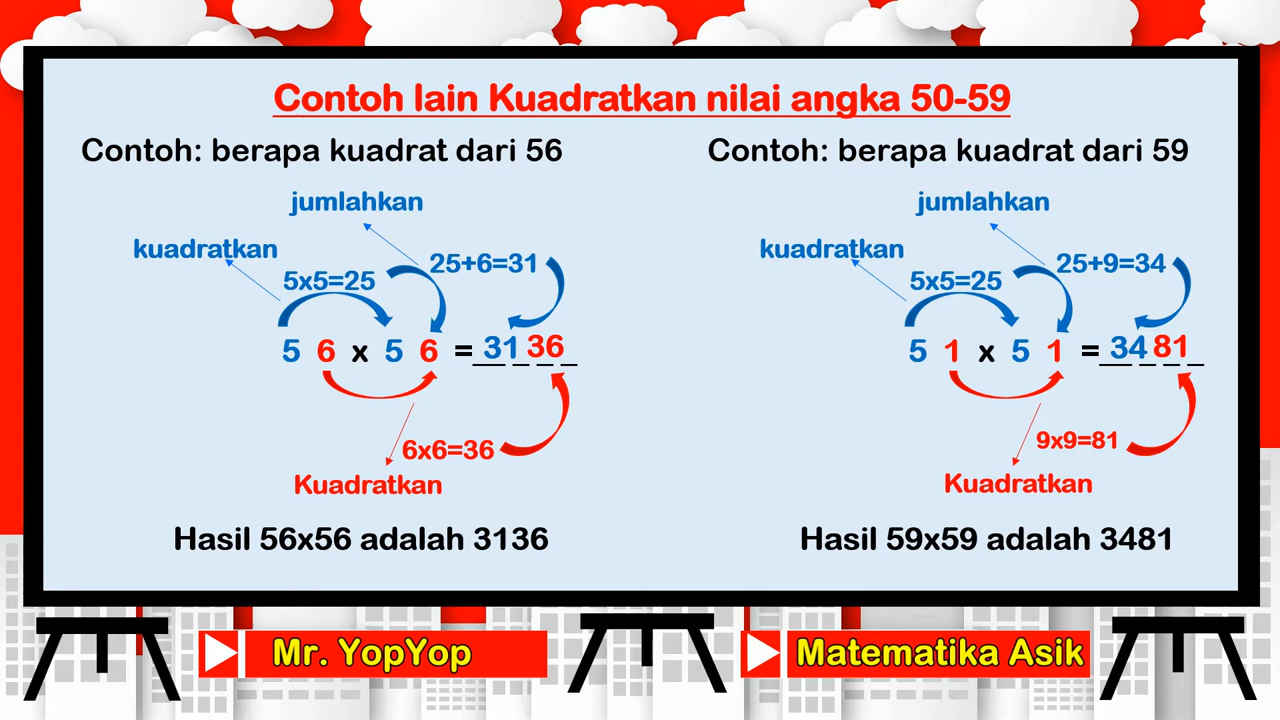 Contoh lain Kuadratkan nilai angka 50-59
Contoh: berapa kuadrat dari 56
jumlahkan
kuadratkan
25+6=31
5x5=25
5 6 x 5 6 = 31 36
6x6=36
Kuadratkan
Hasil 56x56 adalah 3136
Contoh: berapa kuadrat dari 59
jumlahkan
kuadratkan
25+9=34
5x5=25
5 1 x 5 1 = 34 81
9x9=81
Kuadratkan
Hasil 59x59 adalah 3481
Mr. YopYop
Matematika Asik